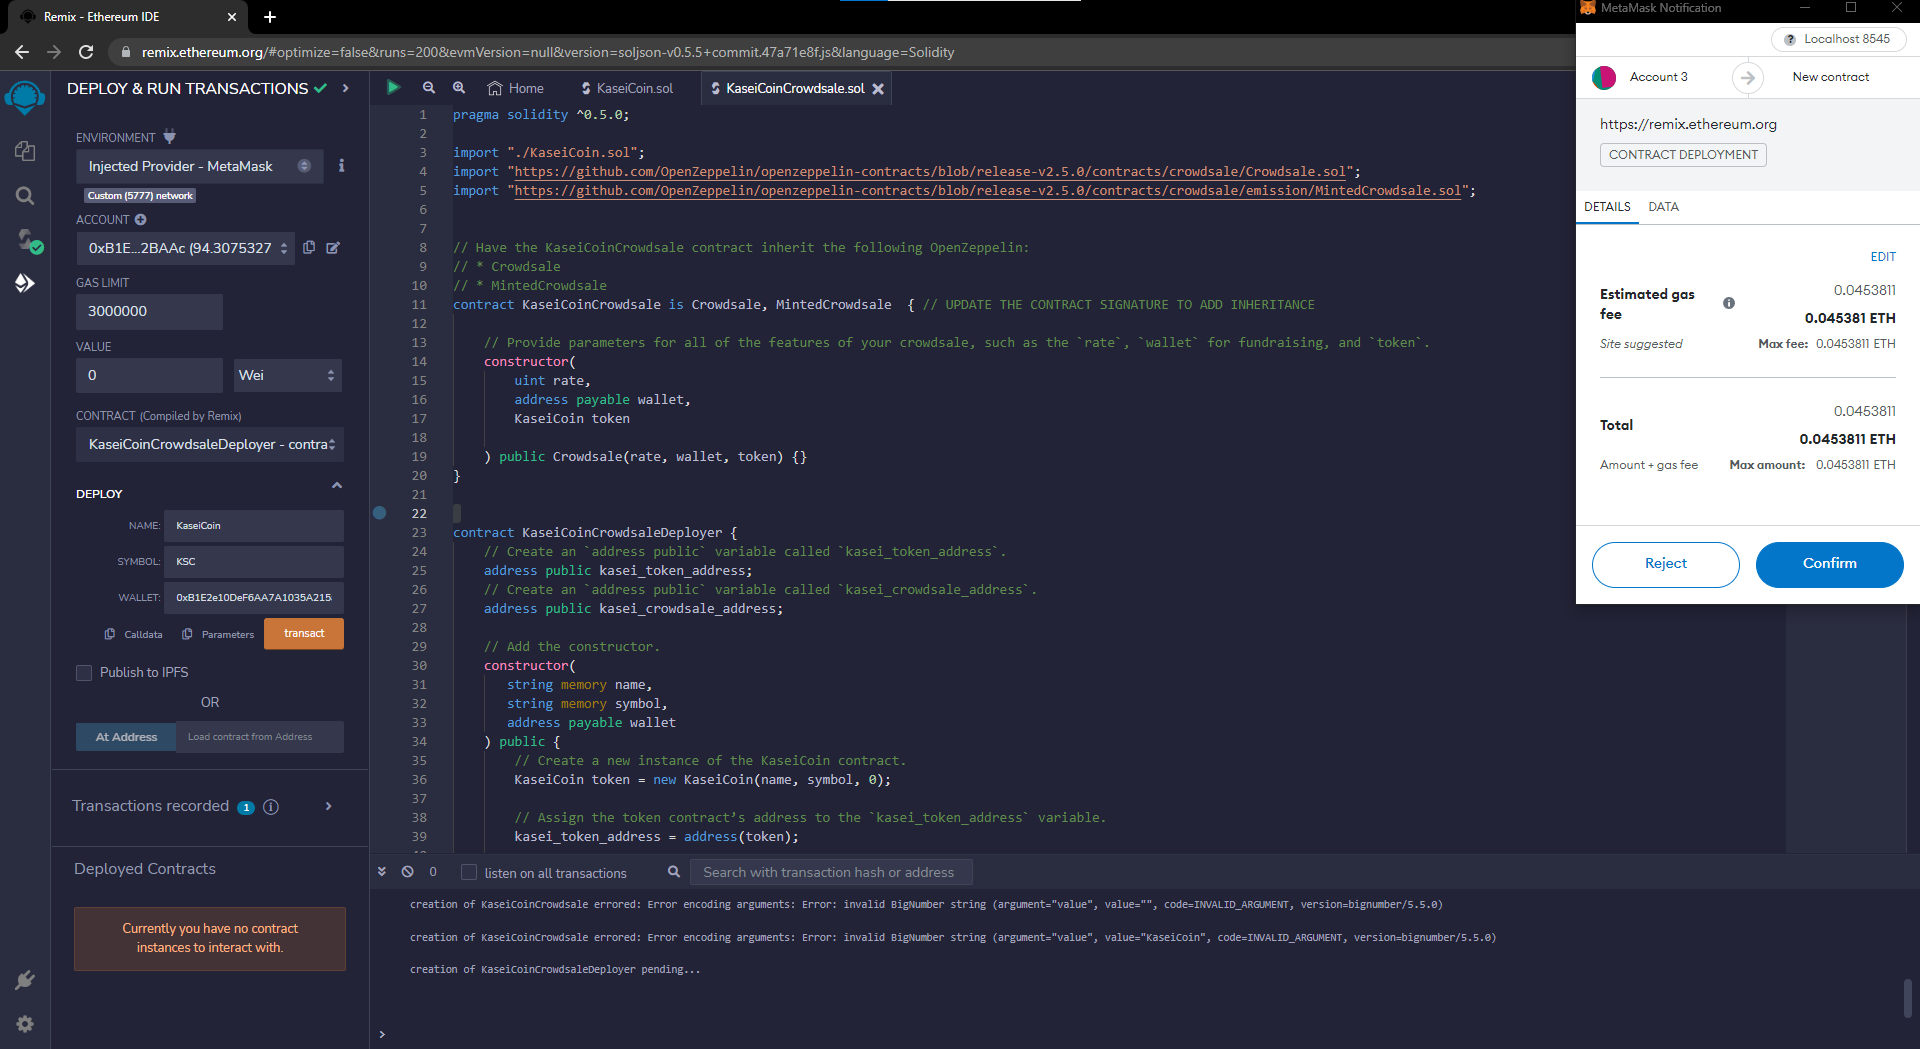 Remix - Ethereum IDE
remix.ethereum.org/#optimize=false&runs=200&evmVersion=null&version=soljson-v0.5.5+commit.47a71e8f.js&language=Solidity
DEPLOY & RUN TRANSACTIONS
ENVIRONMENT
Injected Provider - MetaMask
Custom (5777) network
ACCOUNT
0xB1E...2BAAc (94.3075327
GAS LIMIT
3000000
VALUE
0
Wei
CONTRACT (Compiled by Remix)
KaseiCoinCrowdsaleDeployer - contra
DEPLOY
NAME: KaseiCoin
SYMBOL: KSC
WALLET: 0xB1E2e10DeF6AA7A1035A215
Calldata Parameters transact
Publish to IPFS
OR
At Address Load contract from Address
Transactions recorded 1
Deployed Contracts
Currently you have no contract
instances to interact with.
Home KaseiCoin.sol KaseiCoinCrowdsale.sol
1 pragma solidity ^0.5.0;
2
3 import "./KaseiCoin.sol";
4 import "https://github.com/OpenZeppelin/openzeppelin-contracts/blob/release-v2.5.0/contracts/crowdsale/Crowdsale.sol";
5 import "https://github.com/OpenZeppelin/openzeppelin-contracts/blob/release-v2.5.0/contracts/crowdsale/emission/MintedCrowdsale.sol";
6
7
8 // Have the KaseiCoinCrowdsale contract inherit the following OpenZeppelin:
9 // * Crowdsale
10 // * MintedCrowdsale
11 contract KaseiCoinCrowdsale is Crowdsale, MintedCrowdsale { // UPDATE THE CONTRACT SIGNATURE TO ADD INHERITANCE
12
13 // Provide parameters for all of the features of your crowdsale, such as the `rate`, `wallet` for fundraising, and `token`.
14 constructor(
15 uint rate,
16 address payable wallet,
17 KaseiCoin token
18
19 ) public Crowdsale(rate, wallet, token) {}
20 }
21
22
23 contract KaseiCoinCrowdsaleDeployer {
24 // Create an `address public` variable called `kasei_token_address`.
25 address public kasei_token_address;
26 // Create an `address public` variable called `kasei_crowdsale_address`.
27 address public kasei_crowdsale_address;
28
29 // Add the constructor.
30 constructor(
31 string memory name,
32 string memory symbol,
33 address payable wallet
34 ) public {
35 // Create a new instance of the KaseiCoin contract.
36 KaseiCoin token = new KaseiCoin(name, symbol, 0);
37
38 // Assign the token contract’s address to the `kasei_token_address` variable.
39 kasei_token_address = address(token);
0 listen on all transactions Search with transaction hash or address
creation of KaseiCoinCrowdsale errored: Error encoding arguments: Error: invalid BigNumber string (argument="value", value="", code=INVALID_ARGUMENT, version=bignumber/5.5.0)
creation of KaseiCoinCrowdsale errored: Error encoding arguments: Error: invalid BigNumber string (argument="value", value="KaseiCoin", code=INVALID_ARGUMENT, version=bignumber/5.5.0)
creation of KaseiCoinCrowdsaleDeployer pending...
>
MetaMask Notification
Localhost 8545
Account 3 New contract
https://remix.ethereum.org
CONTRACT DEPLOYMENT
DETAILS DATA
EDIT
Estimated gas
fee
0.0453811
0.045381 ETH
Site suggested Max fee: 0.0453811 ETH
0.0453811
Total
0.0453811 ETH
Amount + gas fee Max amount: 0.0453811 ETH
Reject Confirm